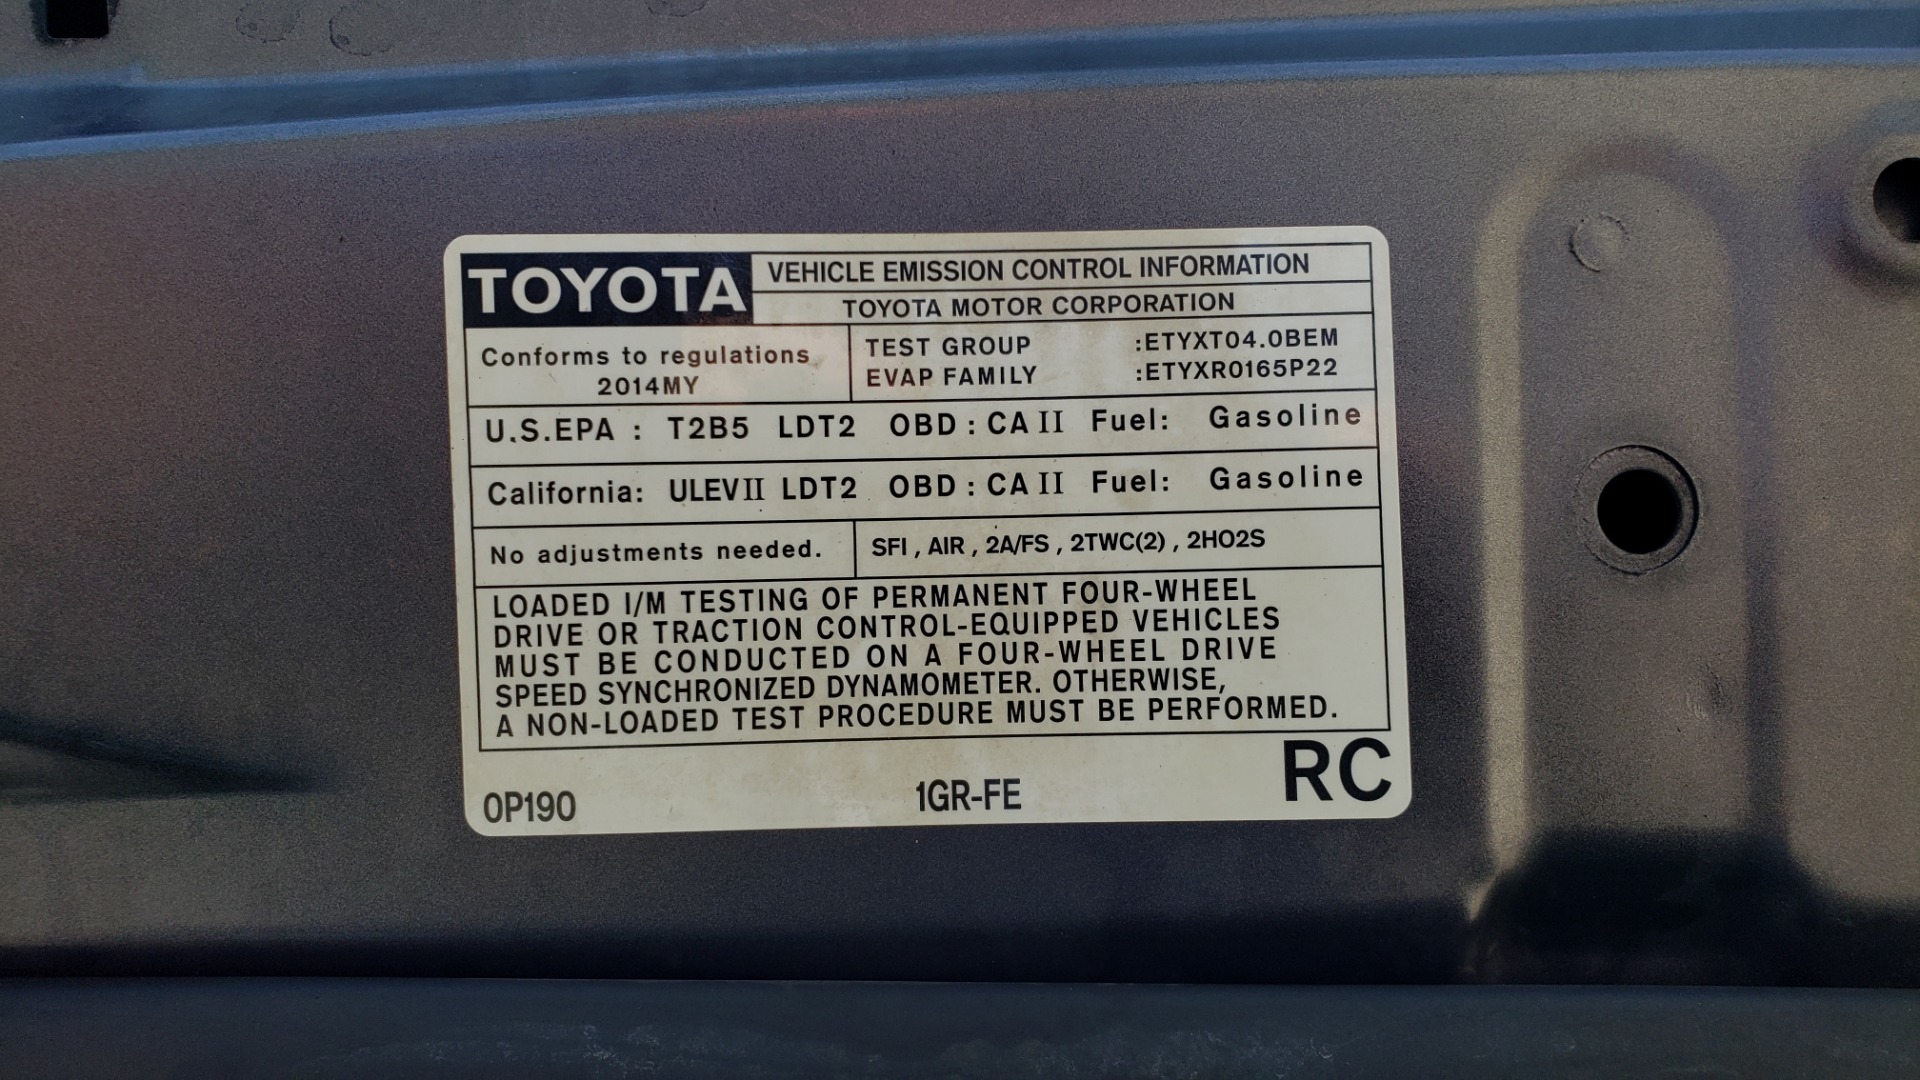 TOYOTA
VEHICLE EMISSION CONTROL INFORMATION
TOYOTA MOTOR CORPORATION
Conforms to regulations
2014MY
TEST GROUP :ETYXT04.0BEM
EVAP FAMILY :ETYXR0165P22
U.S.EPA : T2B5 LDT2 OBD : CA II Fuel: Gasoline
California: ULEVII LDT2 OBD : CA II Fuel: Gasoline
No adjustments needed.
SFI , AIR , 2A/FS , 2TWC(2) , 2HO2S
LOADED I/M TESTING OF PERMANENT FOUR-WHEEL
DRIVE OR TRACTION CONTROL-EQUIPPED VEHICLES
MUST BE CONDUCTED ON A FOUR-WHEEL DRIVE
SPEED SYNCHRONIZED DYNAMOMETER. OTHERWISE,
A NON-LOADED TEST PROCEDURE MUST BE PERFORMED.
0P190 1GR-FE RC